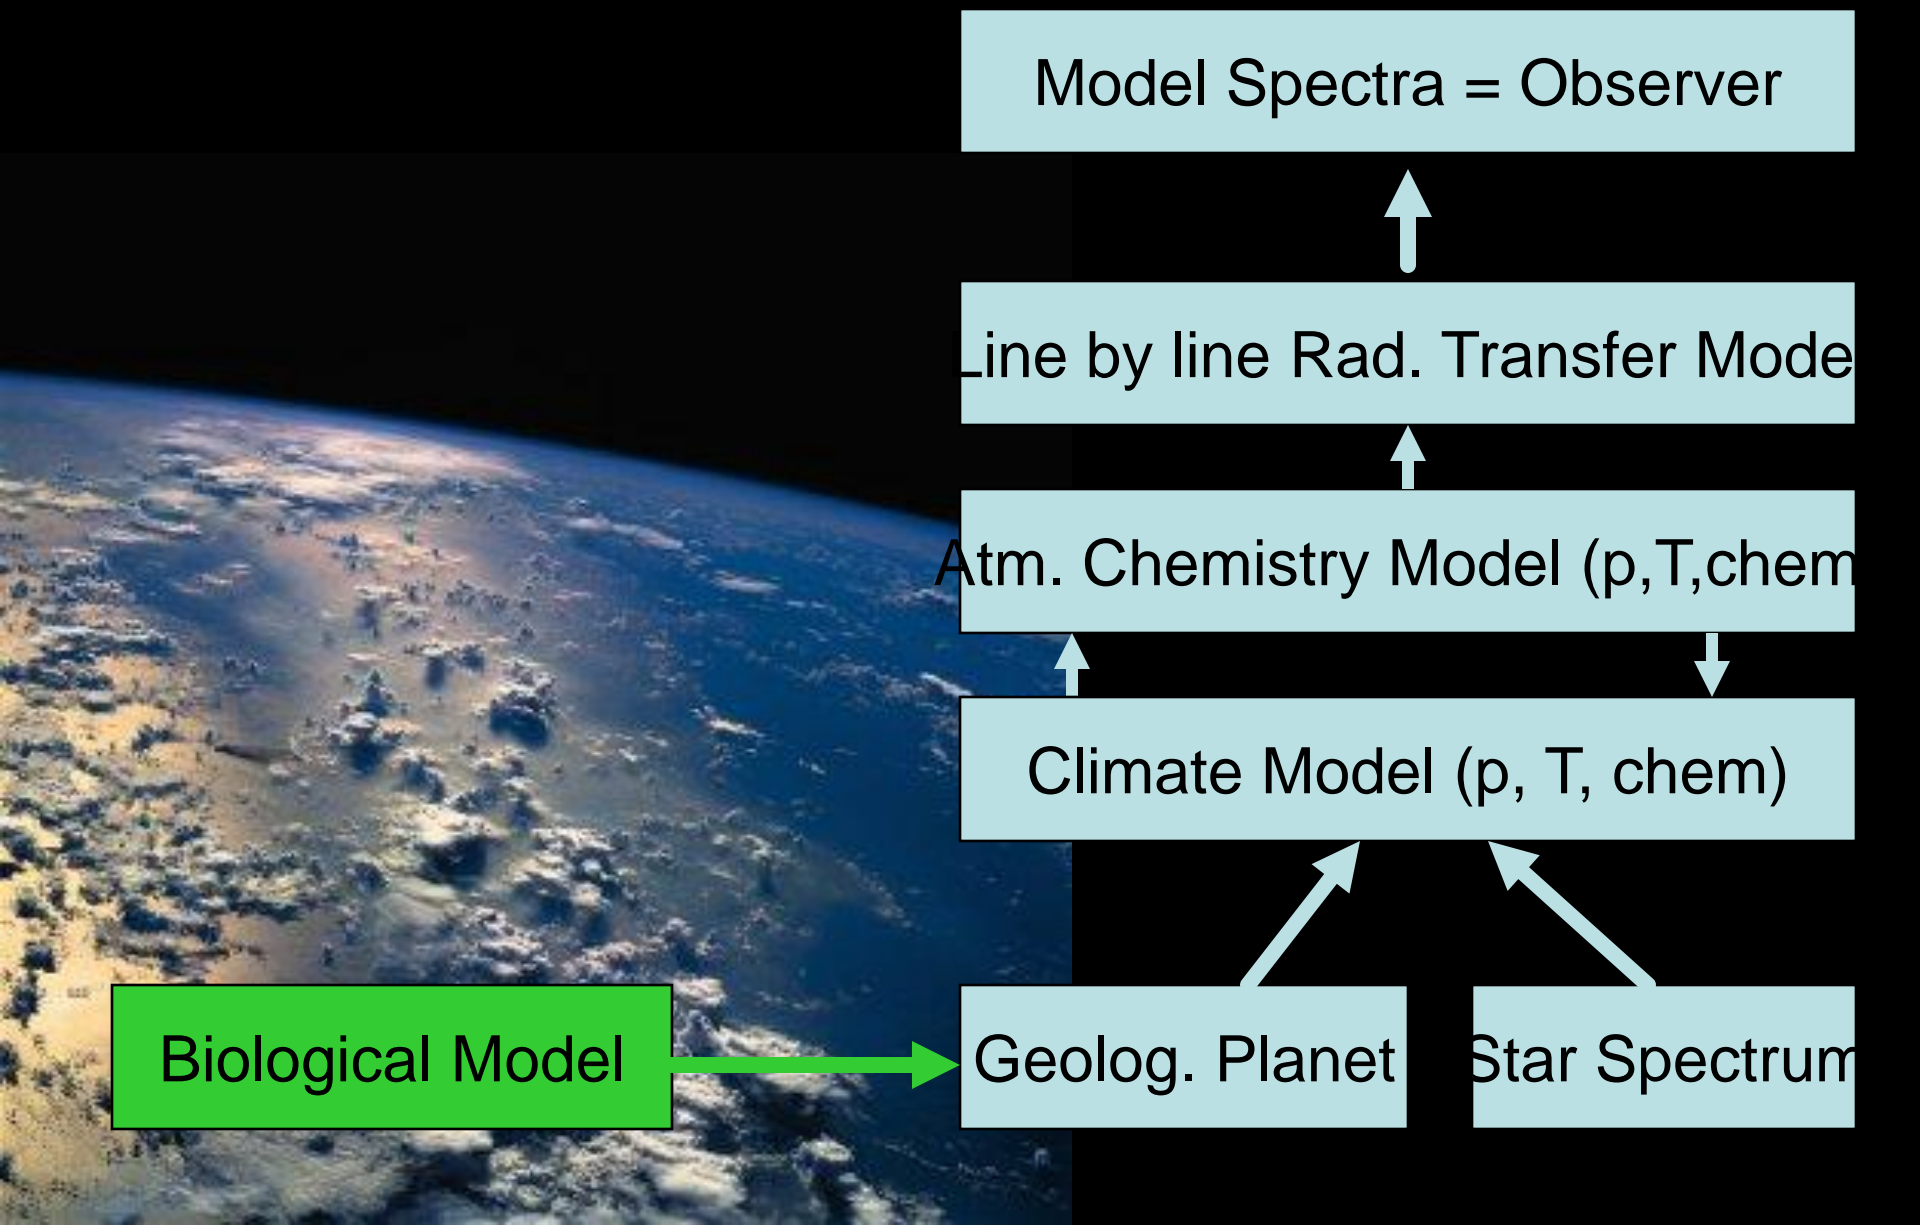 Model Spectra = Observer
Line by line Rad. Transfer Mode
Atm. Chemistry Model (p,T,chem
Climate Model (p, T, chem)
Biological Model
Geolog. Planet
Star Spectrum